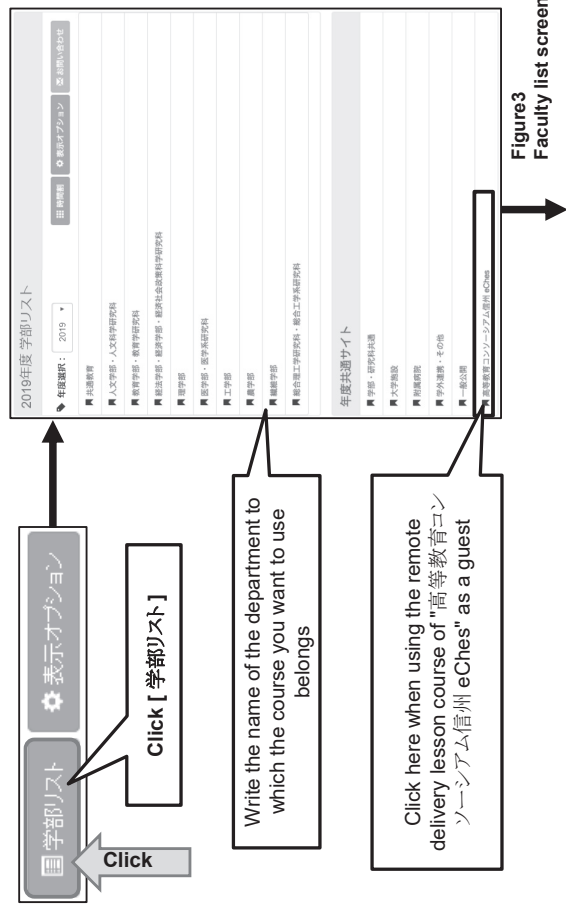 学部リスト
表示オプション
Click
Click [ 学部リスト ]
Write the name of the department to
which the course you want to use
belongs
Click here when using the remote
delivery lesson course of "高等教育コン
ソーシアム信州 eChes" as a guest
2019年度 学部リスト
年度選択： 2019
時間割
表示オプション
お問い合わせ
共通教育
人文学部・人文科学研究科
教育学部・教育学研究科
経法学部・経済学部・経済社会政策科学研究科
理学部
医学部・医学系研究科
工学部
農学部
繊維学部
総合理工学研究科・総合工学系研究科
年度共通サイト
学部・研究科共通
大学施設
附属病院
学外連携・その他
一般公開
高等教育コンソーシアム信州 eChes
Figure3
Faculty list screen